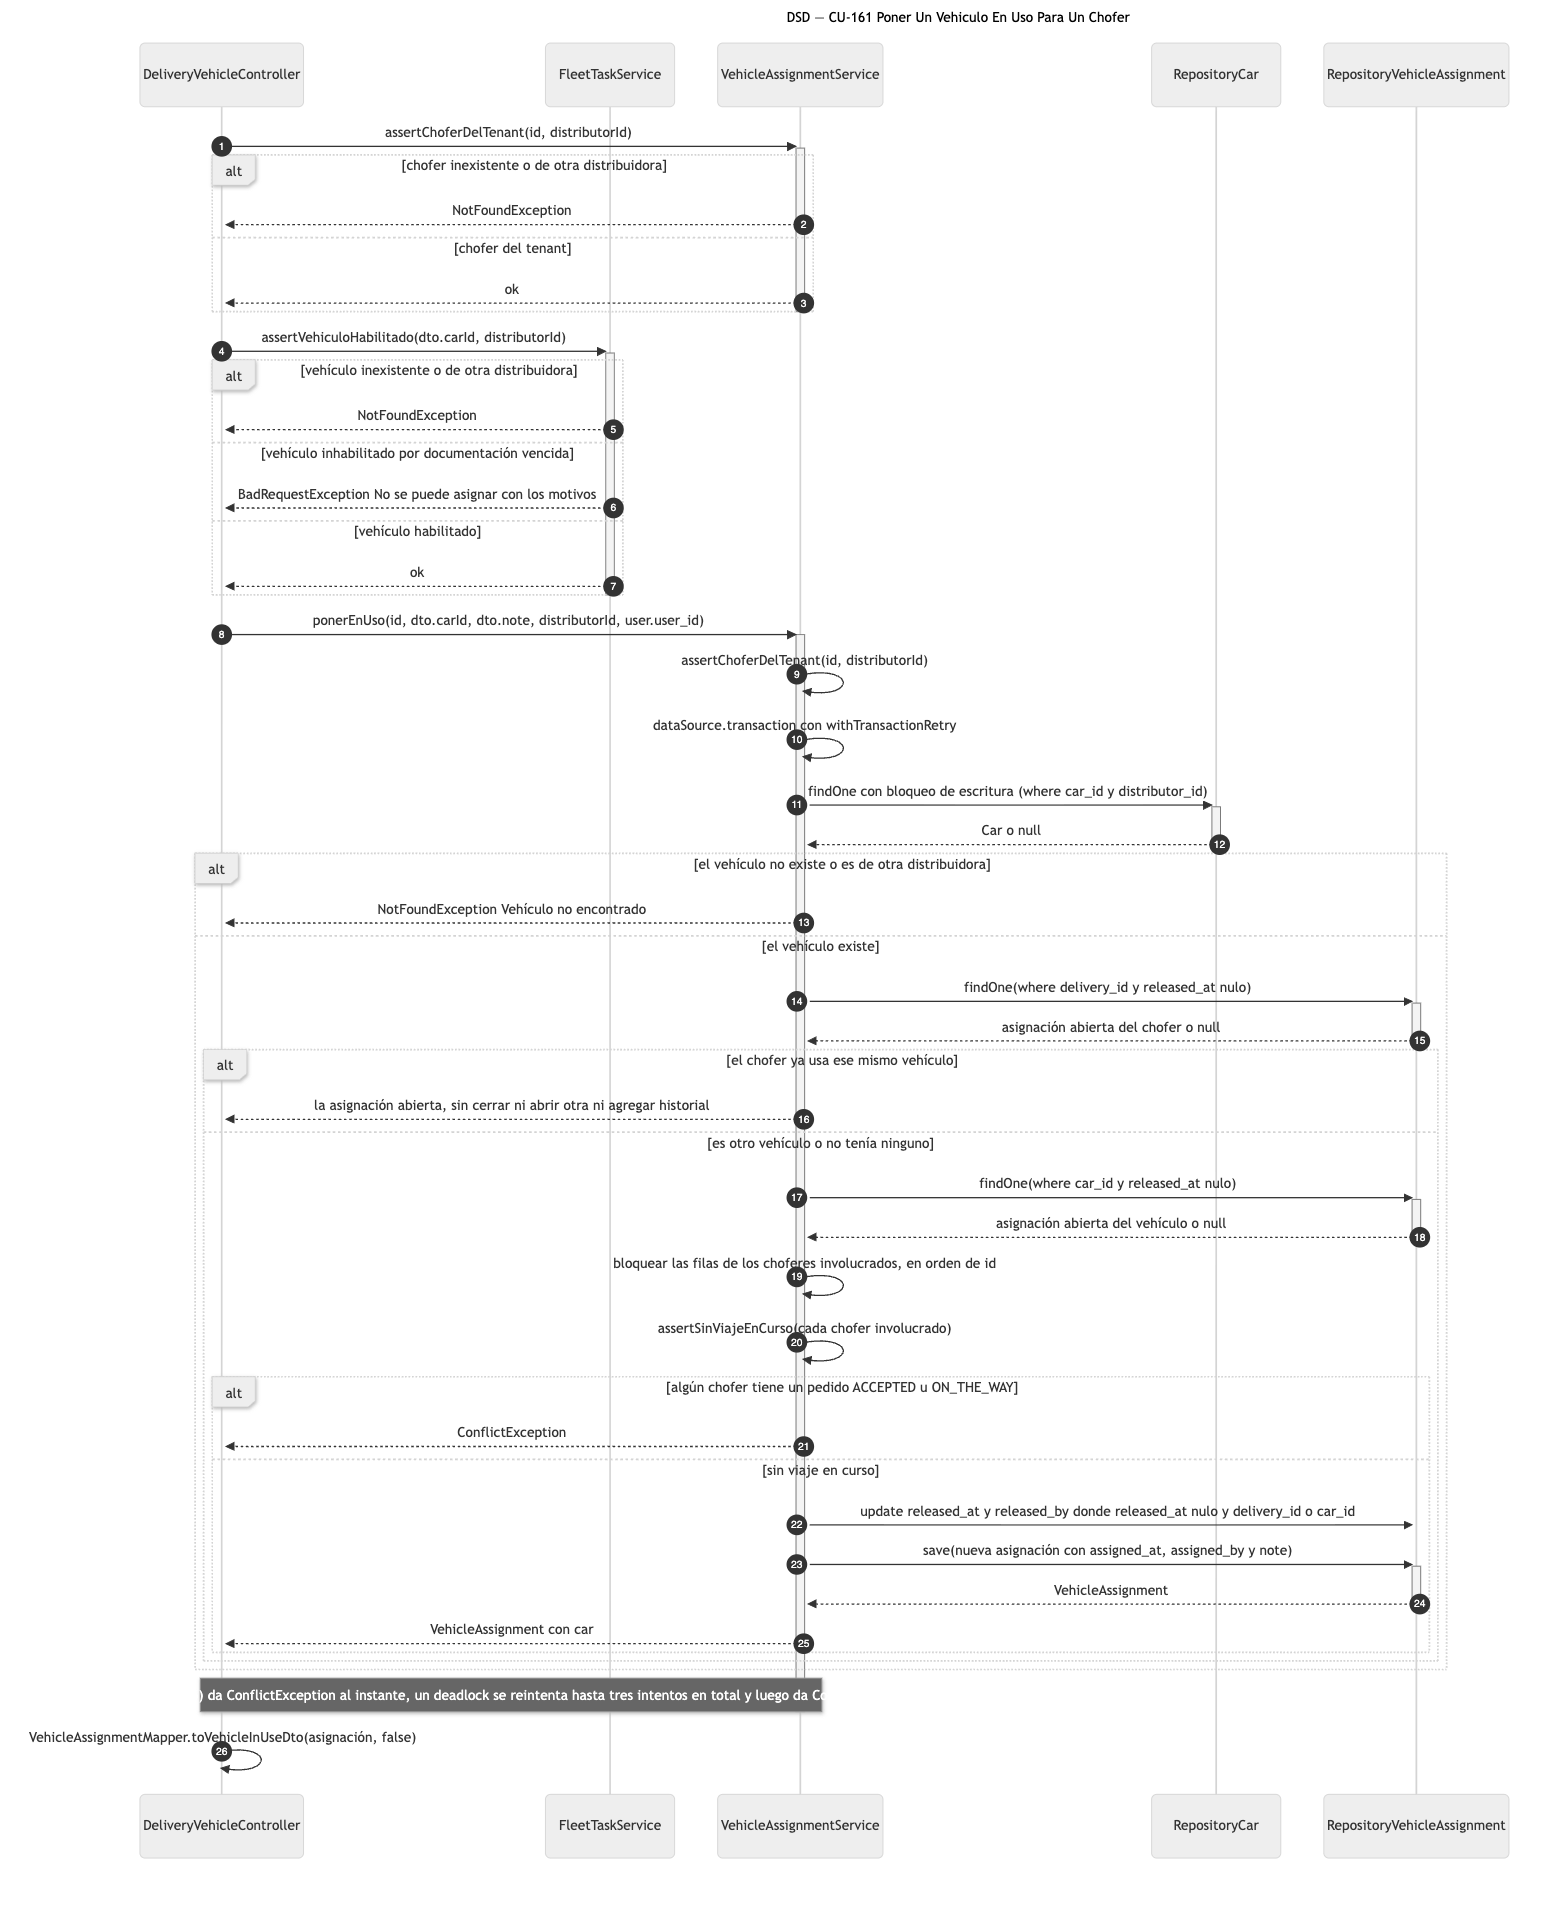 DSD — CU-161 Poner Un Vehiculo En Uso Para Un Chofer
DeliveryVehicleController
FleetTaskService
VehicleAssignmentService
RepositoryCar
RepositoryVehicleAssignment
assertChoferDelTenant(id, distributorId)
1
alt
[chofer inexistente o de otra distribuidora]
NotFoundException
2
[chofer del tenant]
ok
3
assertVehiculoHabilitado(dto.carId, distributorId)
4
alt
[vehículo inexistente o de otra distribuidora]
NotFoundException
5
[vehículo inhabilitado por documentación vencida]
BadRequestException No se puede asignar con los motivos
6
[vehículo habilitado]
ok
7
ponerEnUso(id, dto.carId, dto.note, distributorId, user.user_id)
8
assertChoferDelTenant(id, distributorId)
9
dataSource.transaction con withTransactionRetry
10
findOne con bloqueo de escritura (where car_id y distributor_id)
11
Car o null
12
alt
[el vehículo no existe o es de otra distribuidora]
NotFoundException Vehículo no encontrado
13
[el vehículo existe]
findOne(where delivery_id y released_at nulo)
14
asignación abierta del chofer o null
15
alt
[el chofer ya usa ese mismo vehículo]
la asignación abierta, sin cerrar ni abrir otra ni agregar historial
16
[es otro vehículo o no tenía ninguno]
findOne(where car_id y released_at nulo)
17
asignación abierta del vehículo o null
18
bloquear las filas de los choferes involucrados, en orden de id
19
assertSinViajeEnCurso(cada chofer involucrado)
20
alt
[algún chofer tiene un pedido ACCEPTED u ON_THE_WAY]
ConflictException
21
[sin viaje en curso]
update released_at y released_by donde released_at nulo y delivery_id o car_id
22
save(nueva asignación con assigned_at, assigned_by y note)
23
VehicleAssignment
24
VehicleAssignment con car
25
) da ConflictException al instante, un deadlock se reintenta hasta tres intentos en total y luego da
VehicleAssignmentMapper.toVehicleInUseDto(asignación, false)
26
DeliveryVehicleController
FleetTaskService
VehicleAssignmentService
RepositoryCar
RepositoryVehicleAssignment